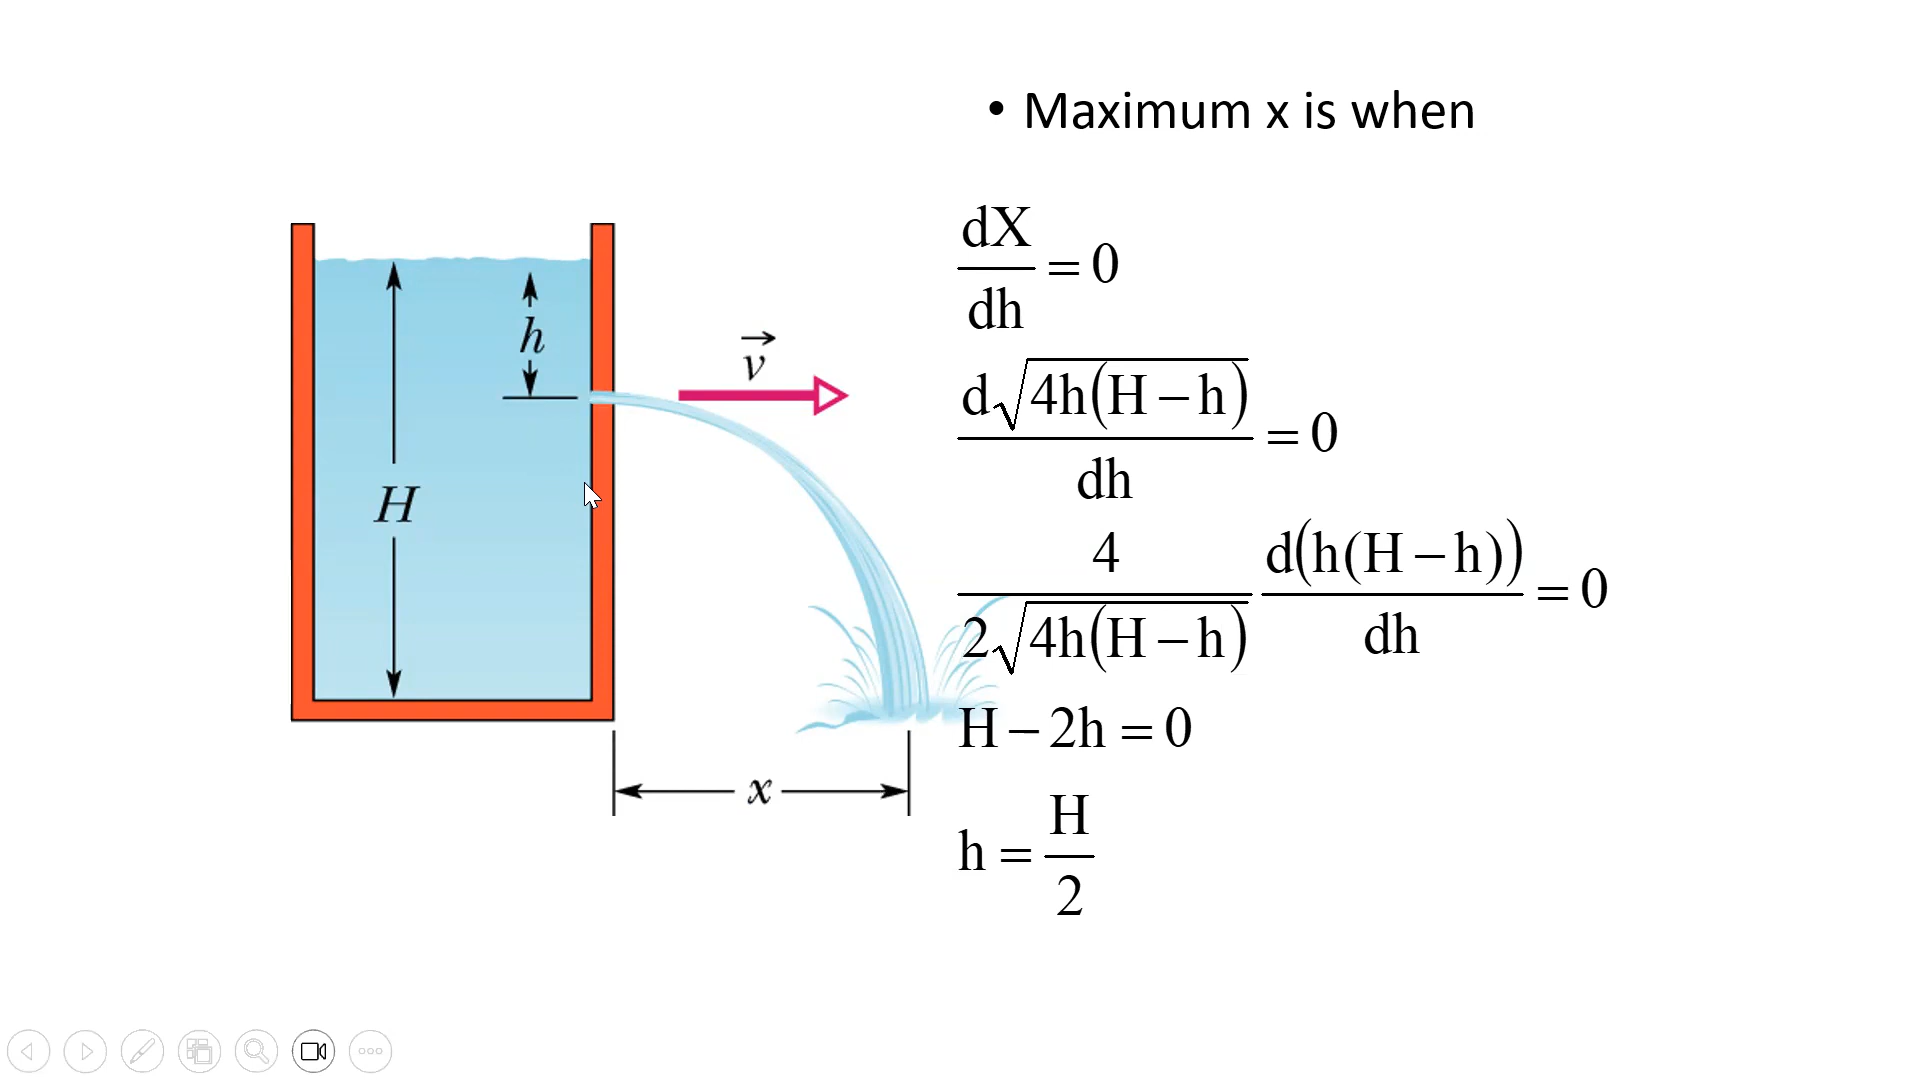 • Maximum x is when
dX/dh = 0
d√(4h(H − h))/dh = 0
4/(2√(4h(H − h))) d(h(H − h))/dh = 0
H − 2h = 0
h = H/2
h
v⃗
H
x